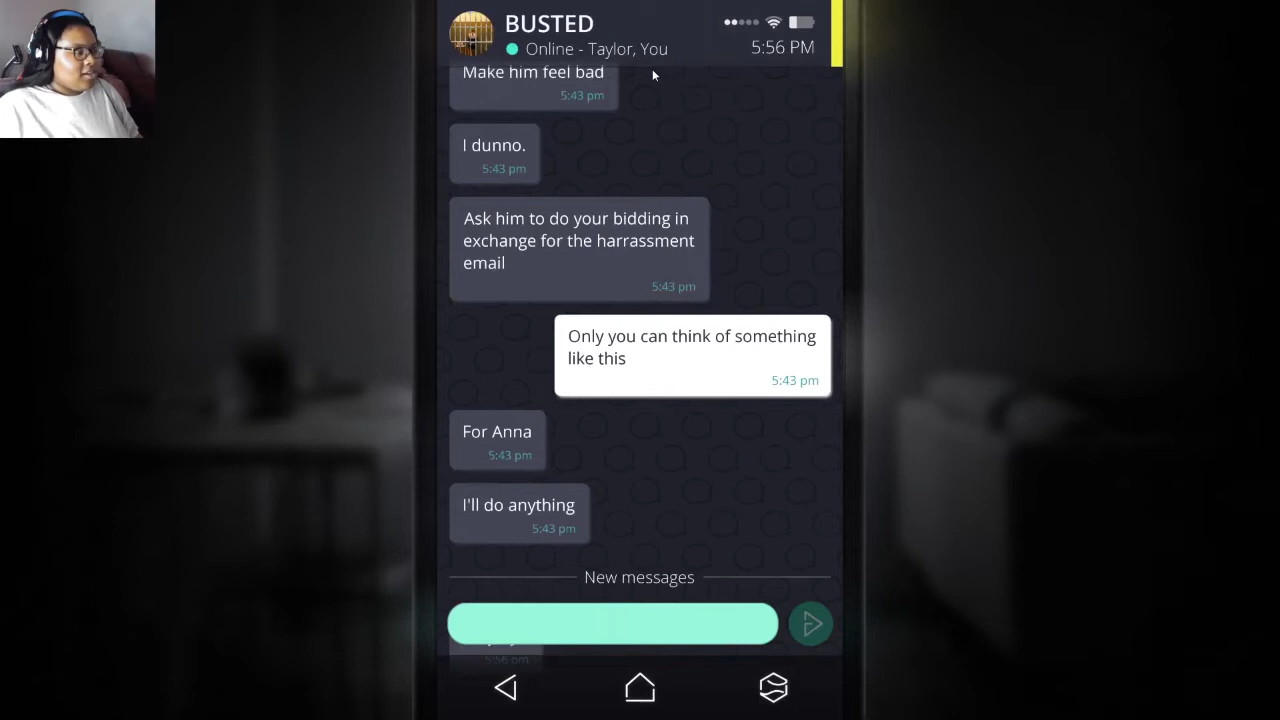 BUSTED
Online - Taylor, You
5:56 PM
Make him feel bad
5:43 pm
I dunno.
5:43 pm
Ask him to do your bidding in
exchange for the harrassment
email
5:43 pm
Only you can think of something
like this
5:43 pm
For Anna
5:43 pm
I'll do anything
5:43 pm
New messages
5:56 pm